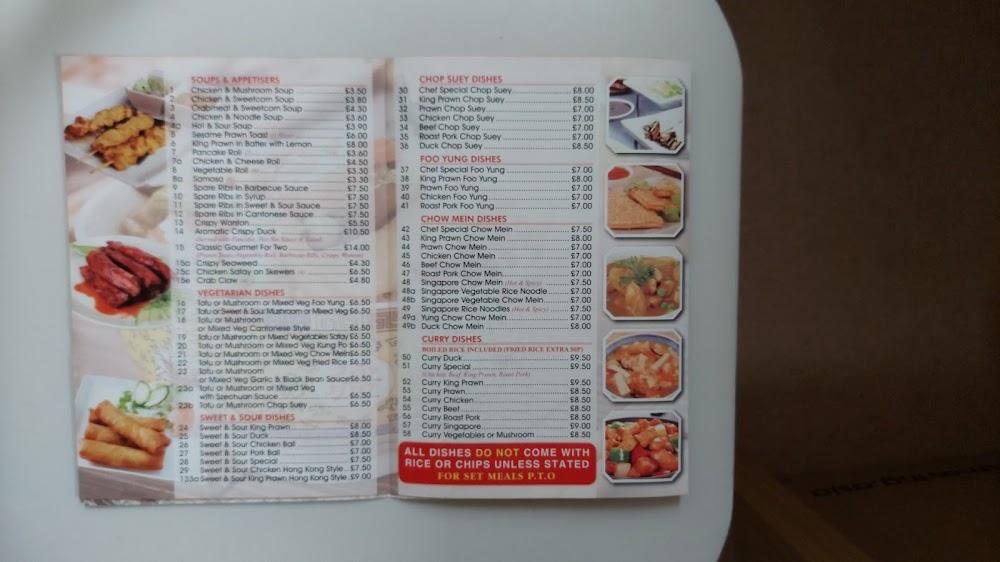 SOUPS & APPETISERS
1 Chicken & Mushroom Soup £3.50
2 Chicken & Sweetcorn Soup £3.80
3 Crabmeat & Sweetcorn Soup £4.30
4 Chicken & Noodle Soup £3.60
4a Hot & Sour Soup £3.90
5 Sesame Prawn Toast £6.00
6 King Prawn in Batter with Lemon £8.00
7 Pancake Roll £3.60
7a Chicken & Cheese Roll £4.50
8 Vegetable Roll £3.30
8a Samosa £3.30
9 Spare Ribs in Barbecue Sauce £7.50
10 Spare Ribs in Syrup £7.50
11 Spare Ribs in Sweet & Sour Sauce £7.50
12 Spare Ribs in Cantonese Sauce £7.50
13 Crispy Wonton £5.50
14 Aromatic Crispy Duck £10.50
(Served with Pancake, Hoi Sin Sauce & Salad)
15 Classic Gourmet For Two £14.00
(Prawn Toast, Vegetable Roll, Barbecue Ribs, Crispy Wonton)
15a Crispy Seaweed £4.30
15c Chicken Satay on Skewers £6.50
15e Crab Claw £4.80
VEGETARIAN DISHES
16 Tofu or Mushroom or Mixed Veg Foo Yung £6.50
17 Tofu or Sweet & Sour Mushroom or Mixed Veg £6.50
18 Tofu or Mushroom
or Mixed Veg Cantonese Style £6.50
19 Tofu or Mushroom or Mixed Vegetables Satay £6.50
20 Tofu or Mushroom or Mixed Veg Kung Po £6.50
21 Tofu or Mushroom or Mixed Veg Chow Mein £6.50
22 Tofu or Mushroom or Mixed Veg Fried Rice £6.50
23 Tofu or Mushroom
or Mixed Veg Garlic & Black Bean Sauce £6.50
23a Tofu or Mushroom or Mixed Veg
with Szechuan Sauce £6.50
23b Tofu or Mushroom Chop Suey £6.50
SWEET & SOUR DISHES
24 Sweet & Sour King Prawn £8.00
25 Sweet & Sour Duck £8.50
26 Sweet & Sour Chicken Ball £7.00
27 Sweet & Sour Pork Ball £7.00
28 Sweet & Sour Special £7.50
29 Sweet & Sour Chicken Hong Kong Style £7.50
133a Sweet & Sour King Prawn Hong Kong Style £9.00
CHOP SUEY DISHES
30 Chef Special Chop Suey £8.00
31 King Prawn Chop Suey £8.50
32 Prawn Chop Suey £7.00
33 Chicken Chop Suey £7.00
34 Beef Chop Suey £7.00
35 Roast Pork Chop Suey £7.00
36 Duck Chop Suey £8.50
FOO YUNG DISHES
37 Chef Special Foo Yung £7.00
38 King Prawn Foo Yung £8.00
39 Prawn Foo Yung £7.00
40 Chicken Foo Yung £7.00
41 Roast Pork Foo Yung £7.00
CHOW MEIN DISHES
42 Chef Special Chow Mein £7.50
43 King Prawn Chow Mein £8.00
44 Prawn Chow Mein £7.00
45 Chicken Chow Mein £7.00
46 Beef Chow Mein £7.00
47 Roast Pork Chow Mein £7.00
48 Singapore Chow Mein (Hot & Spicy) £7.50
48a Singapore Vegetable Rice Noodle £7.00
48b Singapore Vegetable Chow Mein £7.00
49 Singapore Rice Noodles (Hot & Spicy) £7.50
49a Yung Chow Mein £7.00
49b Duck Chow Mein £8.00
CURRY DISHES
BOILED RICE INCLUDED (FRIED RICE EXTRA 50P)
50 Curry Duck £9.50
51 Curry Special £9.50
(Chicken, Beef, King Prawn, Roast Pork)
52 Curry King Prawn £9.50
53 Curry Prawn £8.50
54 Curry Chicken £8.50
55 Curry Beef £8.50
56 Curry Roast Pork £8.50
57 Curry Singapore £9.00
58 Curry Vegetables or Mushroom £8.50
ALL DISHES DO NOT COME WITH
RICE OR CHIPS UNLESS STATED
FOR SET MEALS P.T.O